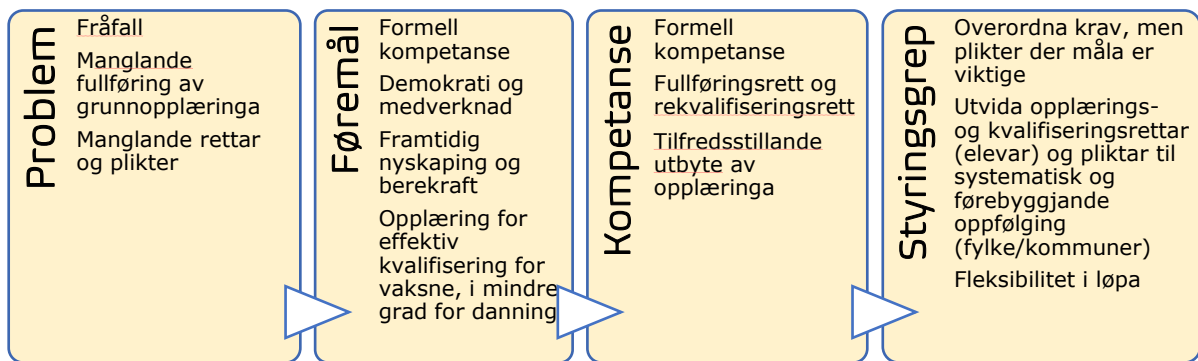 Problem
Fråfall
Manglande
fullføring av
grunnopplæringa
Manglande rettar
og plikter
Føremål
Formell
kompetanse
Demokrati og
medverknad
Framtidig
nyskaping og
berekraft
Opplæring for
effektiv
kvalifisering for
vaksne, i mindre
grad for danning
Kompetanse
Formell
kompetanse
Fullføringsrett og
rekvalifiseringsrett
Tilfredsstillande
utbyte av
opplæringa
Styringsgrep
Overordna krav, men
plikter der måla er
viktige
Utvida opplærings-
og kvalifiseringsrettar
(elevar) og pliktar til
systematisk og
førebyggjande
oppfølging
(fylke/kommuner)
Fleksibilitet i løpa